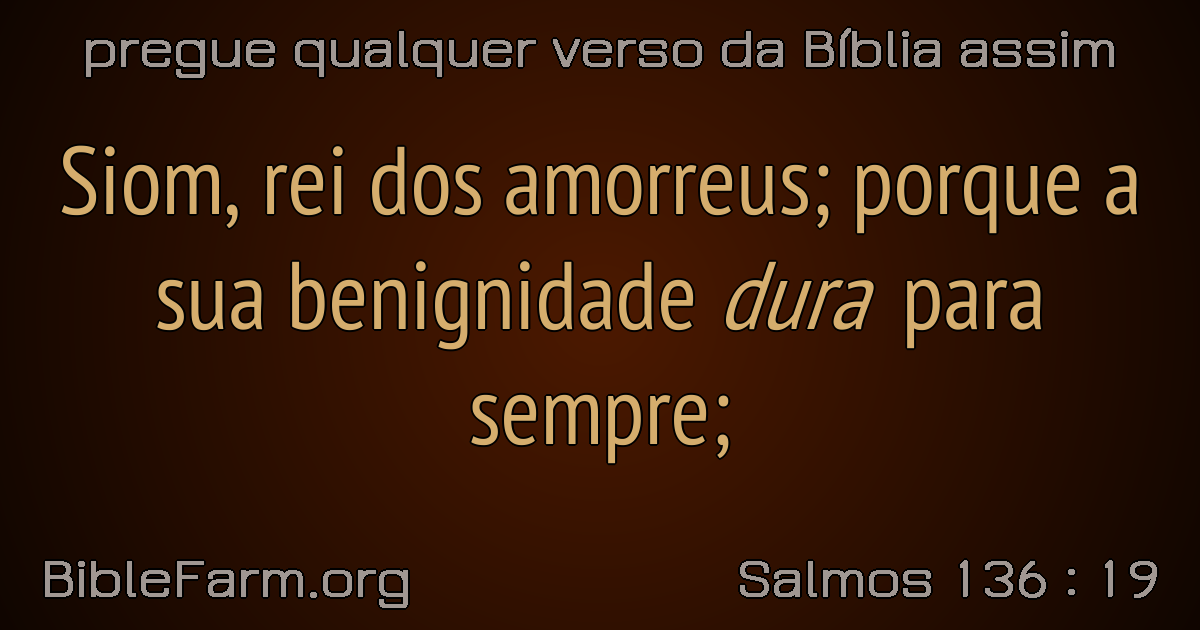 pregue qualquer verso da Bíblia assim
Siom, rei dos amorreus; porque a
sua benignidade dura para
sempre;
BibleFarm.org
Salmos 136 : 19